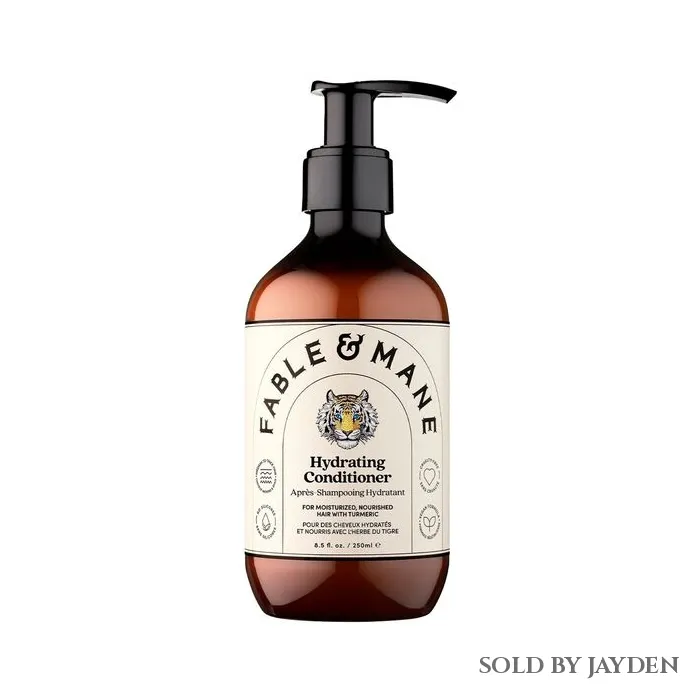 FABLE & MANE
Hydrating
Conditioner
Après-Shampooing Hydratant
FOR MOISTURIZED, NOURISHED
HAIR WITH TURMERIC
POUR DES CHEVEUX HYDRATÉS
ET NOURRIS AVEC L'HERBE DU TIGRE
8.5 fl. oz. / 250ml ℮
SOLD BY JAYDEN